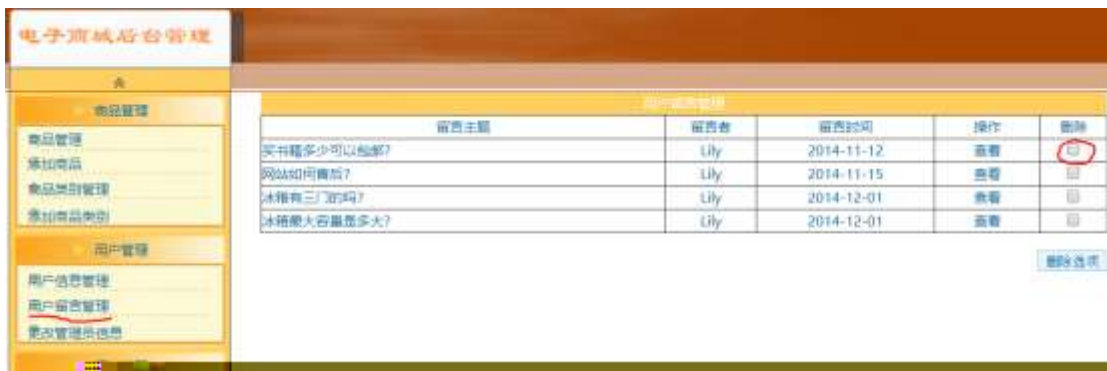 电子商城后台管理
商品管理
商品管理
添加商品
商品类别管理
添加商品类别
用户管理
用户信息管理
用户留言管理
更改管理员信息
用户留言管理
留言主题 留言者 留言时间 操作 删除
买书籍多少可以包邮? Lily 2014-11-12 查看
网站如何售后? Lily 2014-11-15 查看
冰箱有三门的吗? Lily 2014-12-01 查看
冰箱最大容量是多大? Lily 2014-12-01 查看
删除选项